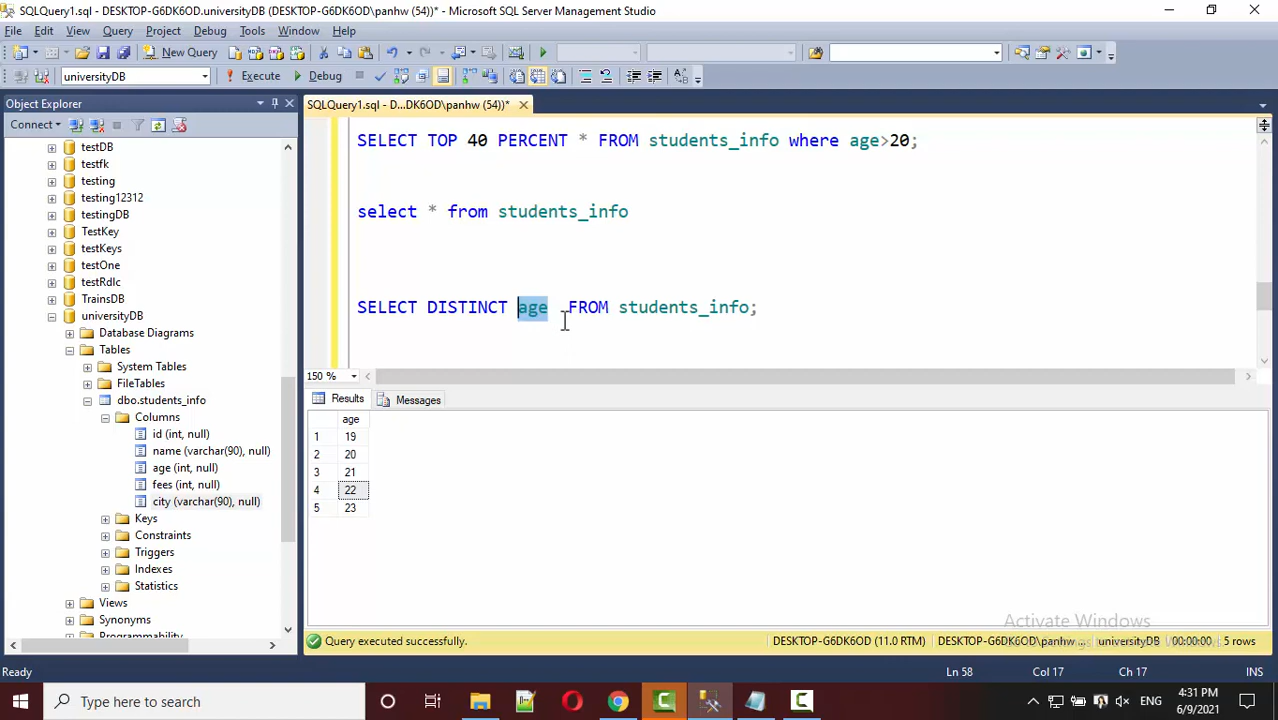 SQLQuery1.sql - DESKTOP-G6DK6OD.universityDB (DESKTOP-G6DK6OD\panhw (54))* - Microsoft SQL Server Management Studio
File Edit View Query Project Debug Tools Window Help
New Query
universityDB Execute Debug
Object Explorer
SQLQuery1.sql - D...DK6OD\panhw (54))*
Connect
testDB
testfk
testing
testing12312
testingDB
TestKey
testKeys
testOne
testRdlc
TrainsDB
universityDB
Database Diagrams
Tables
System Tables
FileTables
dbo.students_info
Columns
id (int, null)
name (varchar(90), null)
age (int, null)
fees (int, null)
city (varchar(90), null)
Keys
Constraints
Triggers
Indexes
Statistics
Views
Synonyms
Programmability
SELECT TOP 40 PERCENT * FROM students_info where age>20;
select * from students_info
SELECT DISTINCT age FROM students_info;
150 %
Results Messages
age
1 19
2 20
3 21
4 22
5 23
Activate Windows
Query executed successfully. DESKTOP-G6DK6OD (11.0 RTM) DESKTOP-G6DK6OD\panhw ... universityDB 00:00:00 5 rows
Ready Ln 58 Col 17 Ch 17 INS
Type here to search
ENG
4:31 PM
6/9/2021